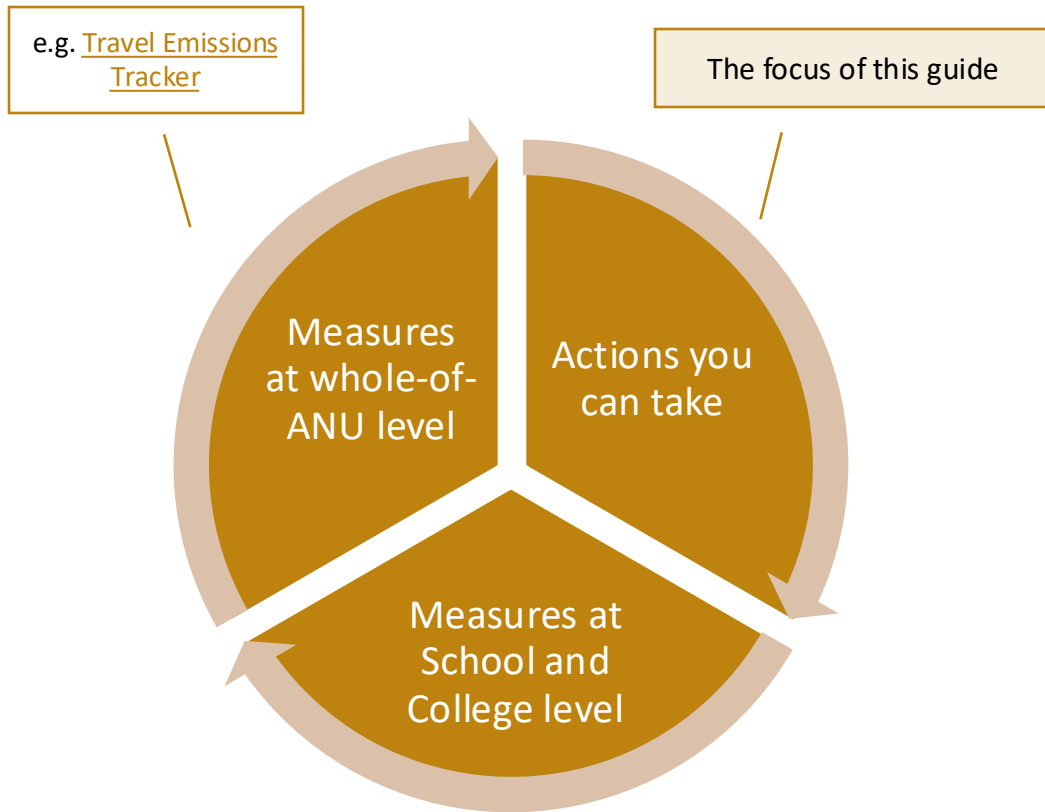 e.g. Travel Emissions
Tracker
The focus of this guide
Measures
at whole-of-
ANU level
Actions you
can take
Measures at
School and
College level